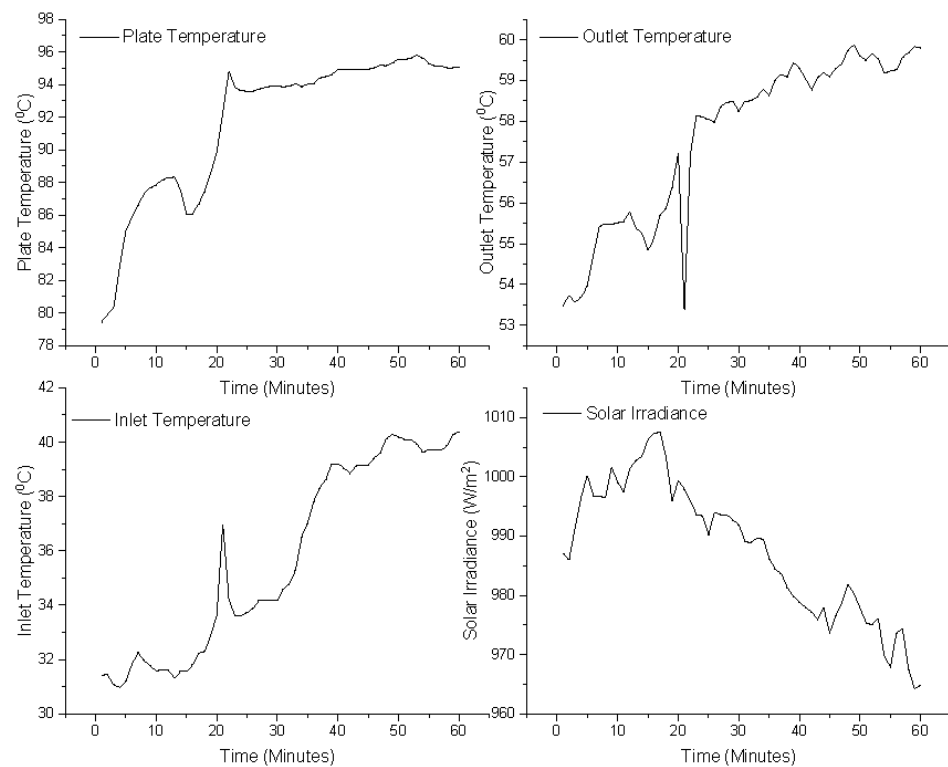 Plate Temperature
98
96
94
92
90
88
86
84
82
80
78
Plate Temperature (⁰C)
0 10 20 30 40 50 60
Time (Minutes)
Outlet Temperature
60
59
58
57
56
55
54
53
Outlet Temperature (⁰C)
0 10 20 30 40 50 60
Time (Minutes)
Inlet Temperature
42
40
38
36
34
32
30
Inlet Temperature (⁰C)
0 10 20 30 40 50 60
Time (Minutes)
Solar Irradiance
1010
1000
990
980
970
960
Solar Irradiance (W/m²)
0 10 20 30 40 50 60
Time (Minutes)